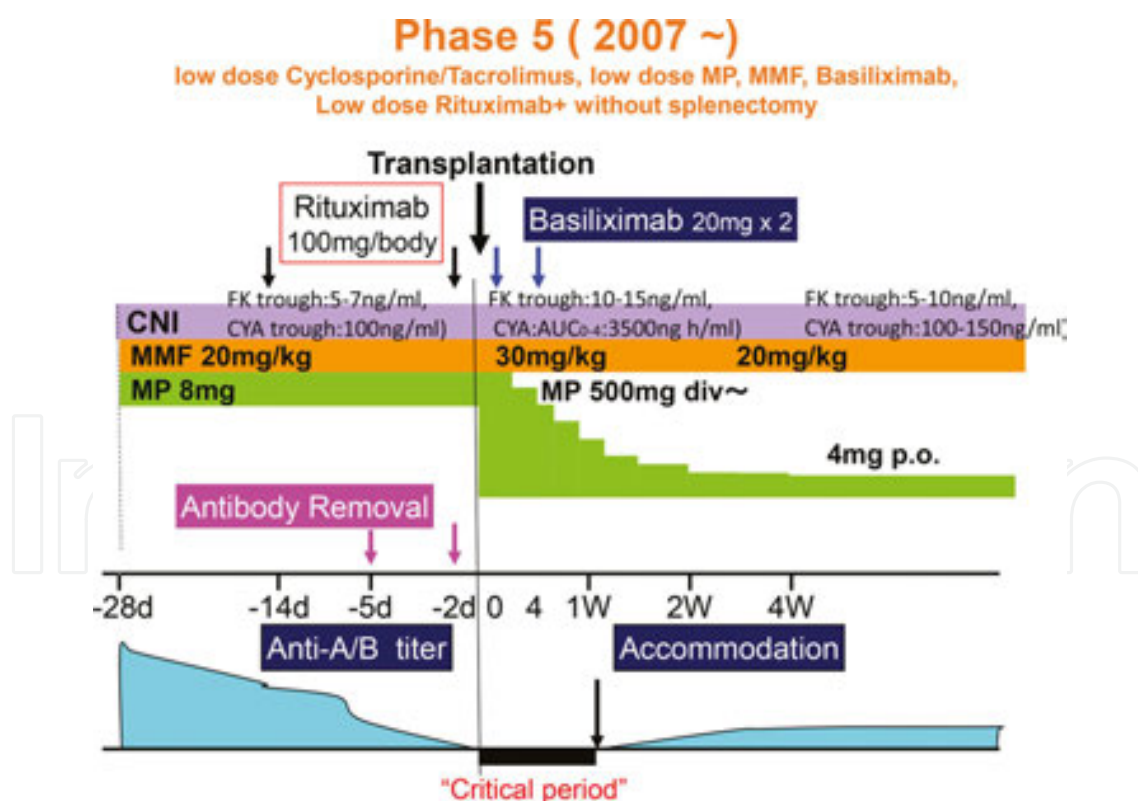 Phase 5 ( 2007 ~)
low dose Cyclosporine/Tacrolimus, low dose MP, MMF, Basiliximab,
Low dose Rituximab+ without splenectomy
Transplantation
Rituximab
100mg/body
Basiliximab 20mg x 2
CNI
FK trough:5-7ng/ml,
CYA trough:100ng/ml)
FK trough:10-15ng/ml,
CYA:AUC₀₋₄:3500ng h/ml)
FK trough:5-10ng/ml,
CYA trough:100-150ng/ml)
MMF 20mg/kg 30mg/kg 20mg/kg
MP 8mg MP 500mg div~
4mg p.o.
Antibody Removal
-28d -14d -5d -2d 0 4 1W 2W 4W
Anti-A/B titer
Accommodation
"Critical period"